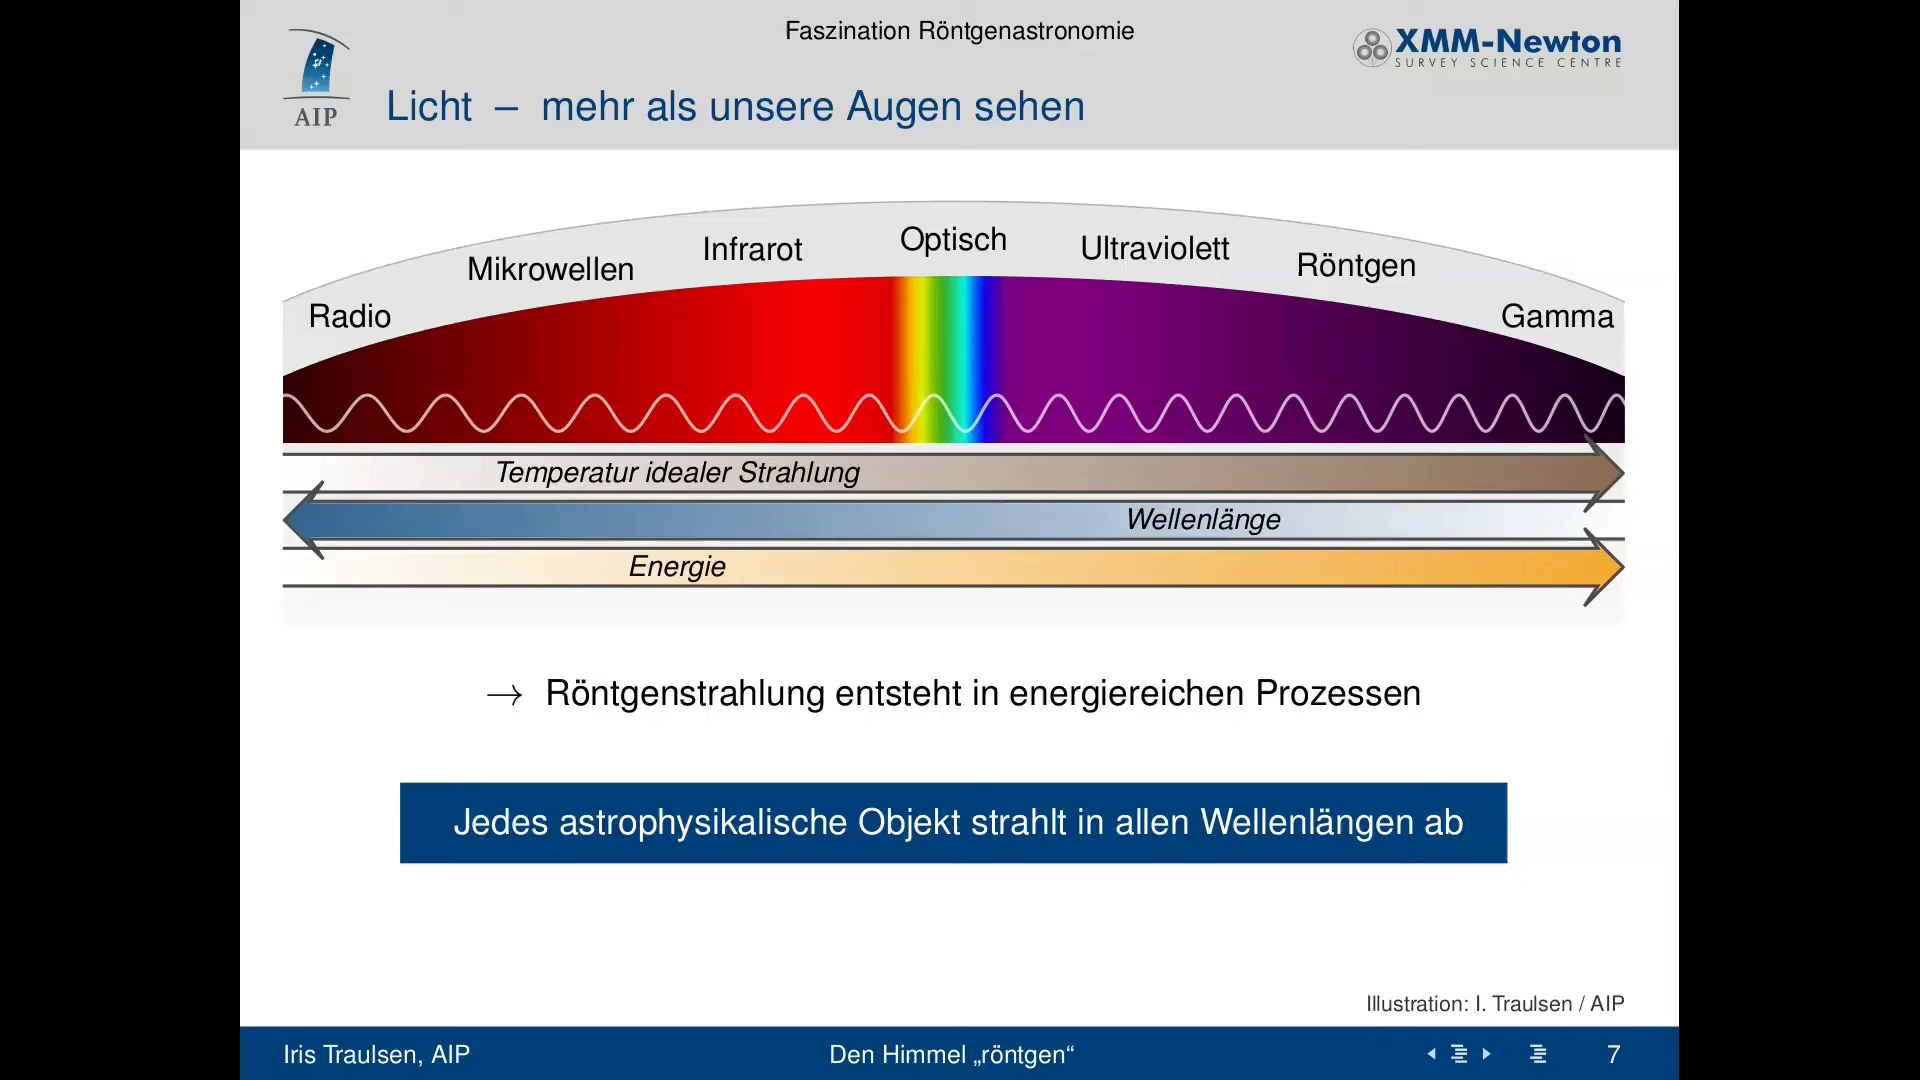 Faszination Röntgenastronomie
XMM-Newton
SURVEY SCIENCE CENTRE
AIP
Licht – mehr als unsere Augen sehen
Radio
Mikrowellen
Infrarot
Optisch
Ultraviolett
Röntgen
Gamma
Temperatur idealer Strahlung
Wellenlänge
Energie
→ Röntgenstrahlung entsteht in energiereichen Prozessen
Jedes astrophysikalische Objekt strahlt in allen Wellenlängen ab
Illustration: I. Traulsen / AIP
Iris Traulsen, AIP
Den Himmel „röntgen“
7